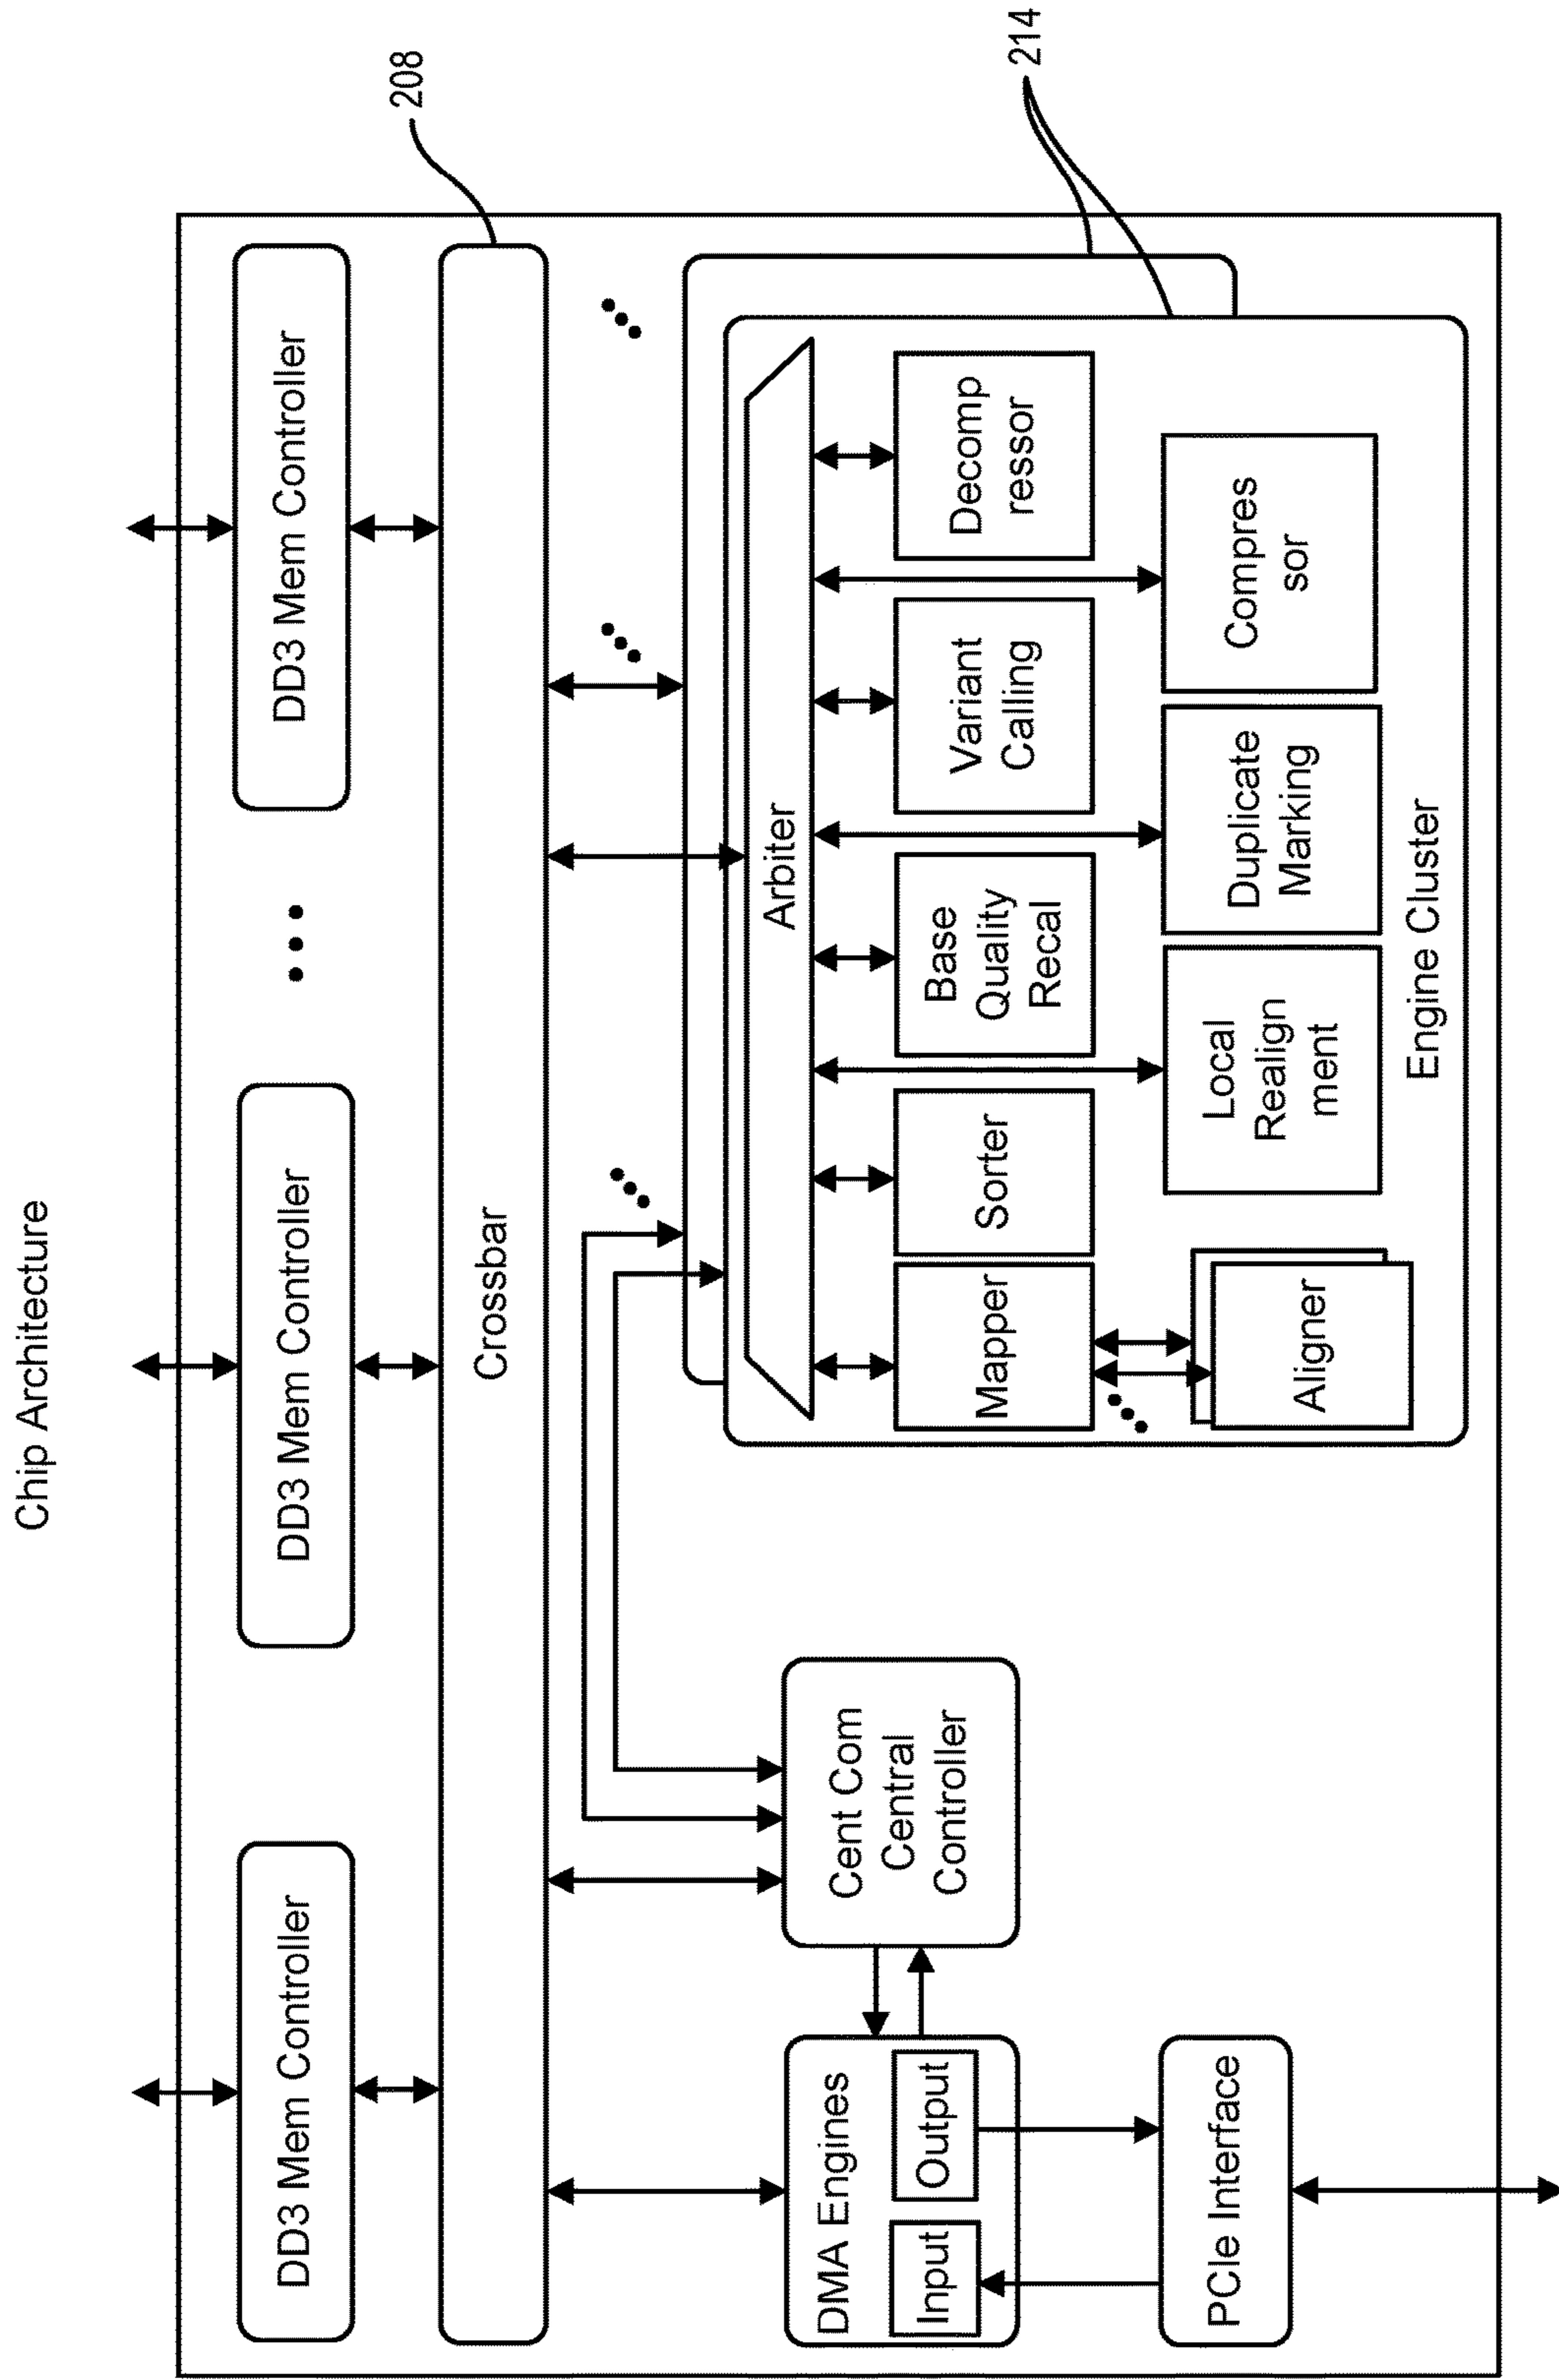 Chip Architecture
DD3 Mem Controller
DD3 Mem Controller
DD3 Mem Controller
208
Crossbar
214
Arbiter
DMA Engines
Input
Output
Cent Com
Central
Controller
Mapper
Sorter
Base
Quality
Recal
Variant
Calling
Decomp
ressor
Aligner
Local
Realign
ment
Duplicate
Marking
Compres
sor
Engine Cluster
PCIe Interface